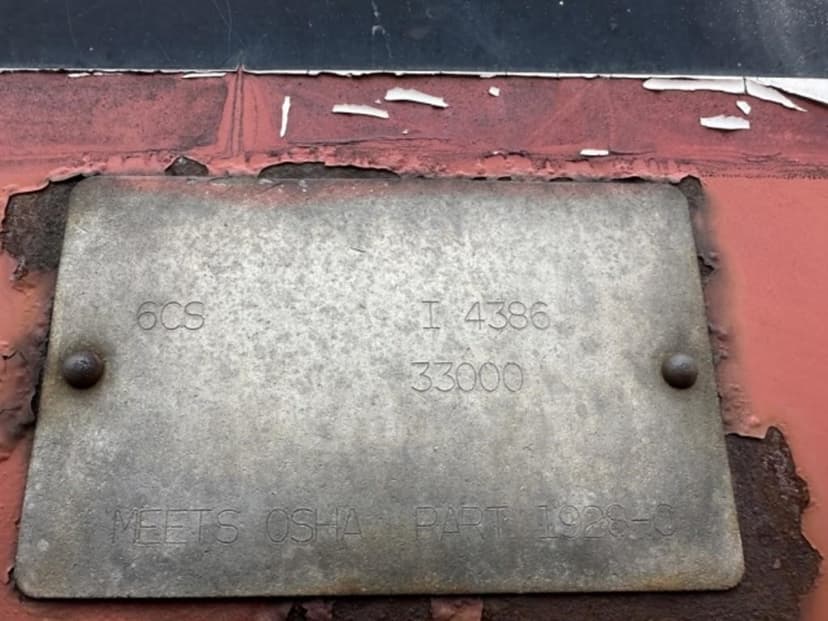 6CS I 4386
33000
MEETS OSHA PART 1928-C